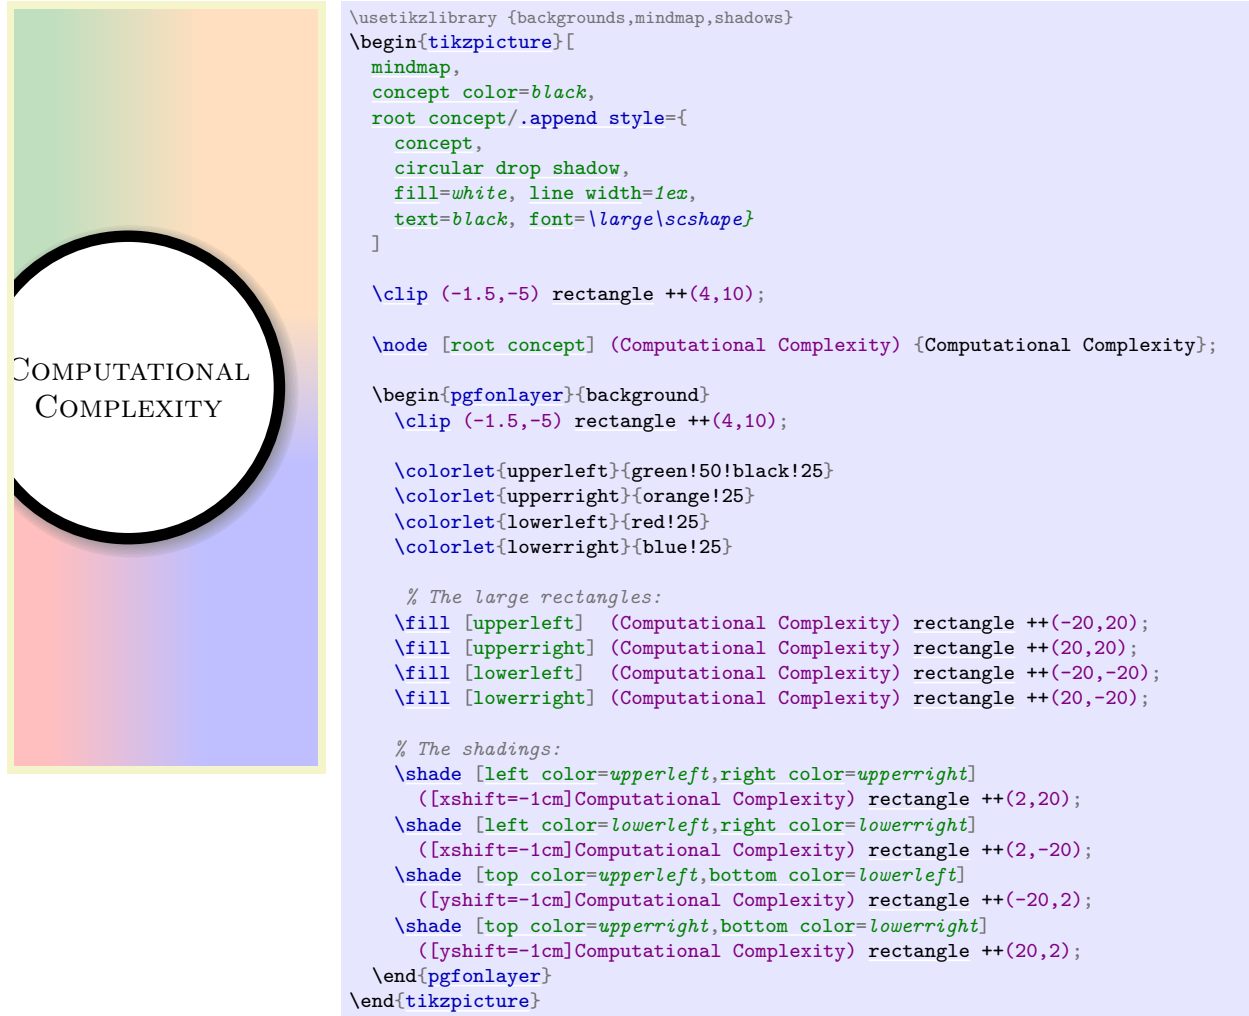 COMPUTATIONAL
COMPLEXITY
\usetikzlibrary {backgrounds,mindmap,shadows}
\begin{tikzpicture}[
  mindmap,
  concept color=black,
  root concept/.append style={
    concept,
    circular drop shadow,
    fill=white, line width=1ex,
    text=black, font=\large\scshape}
  ]

  \clip (-1.5,-5) rectangle ++(4,10);

  \node [root concept] (Computational Complexity) {Computational Complexity};

  \begin{pgfonlayer}{background}
    \clip (-1.5,-5) rectangle ++(4,10);

    \colorlet{upperleft}{green!50!black!25}
    \colorlet{upperright}{orange!25}
    \colorlet{lowerleft}{red!25}
    \colorlet{lowerright}{blue!25}

     % The large rectangles:
    \fill [upperleft]  (Computational Complexity) rectangle ++(-20,20);
    \fill [upperright] (Computational Complexity) rectangle ++(20,20);
    \fill [lowerleft]  (Computational Complexity) rectangle ++(-20,-20);
    \fill [lowerright] (Computational Complexity) rectangle ++(20,-20);

    % The shadings:
    \shade [left color=upperleft,right color=upperright]
      ([xshift=-1cm]Computational Complexity) rectangle ++(2,20);
    \shade [left color=lowerleft,right color=lowerright]
      ([xshift=-1cm]Computational Complexity) rectangle ++(2,-20);
    \shade [top color=upperleft,bottom color=lowerleft]
      ([yshift=-1cm]Computational Complexity) rectangle ++(-20,2);
    \shade [top color=upperright,bottom color=lowerright]
      ([yshift=-1cm]Computational Complexity) rectangle ++(20,2);
  \end{pgfonlayer}
\end{tikzpicture}